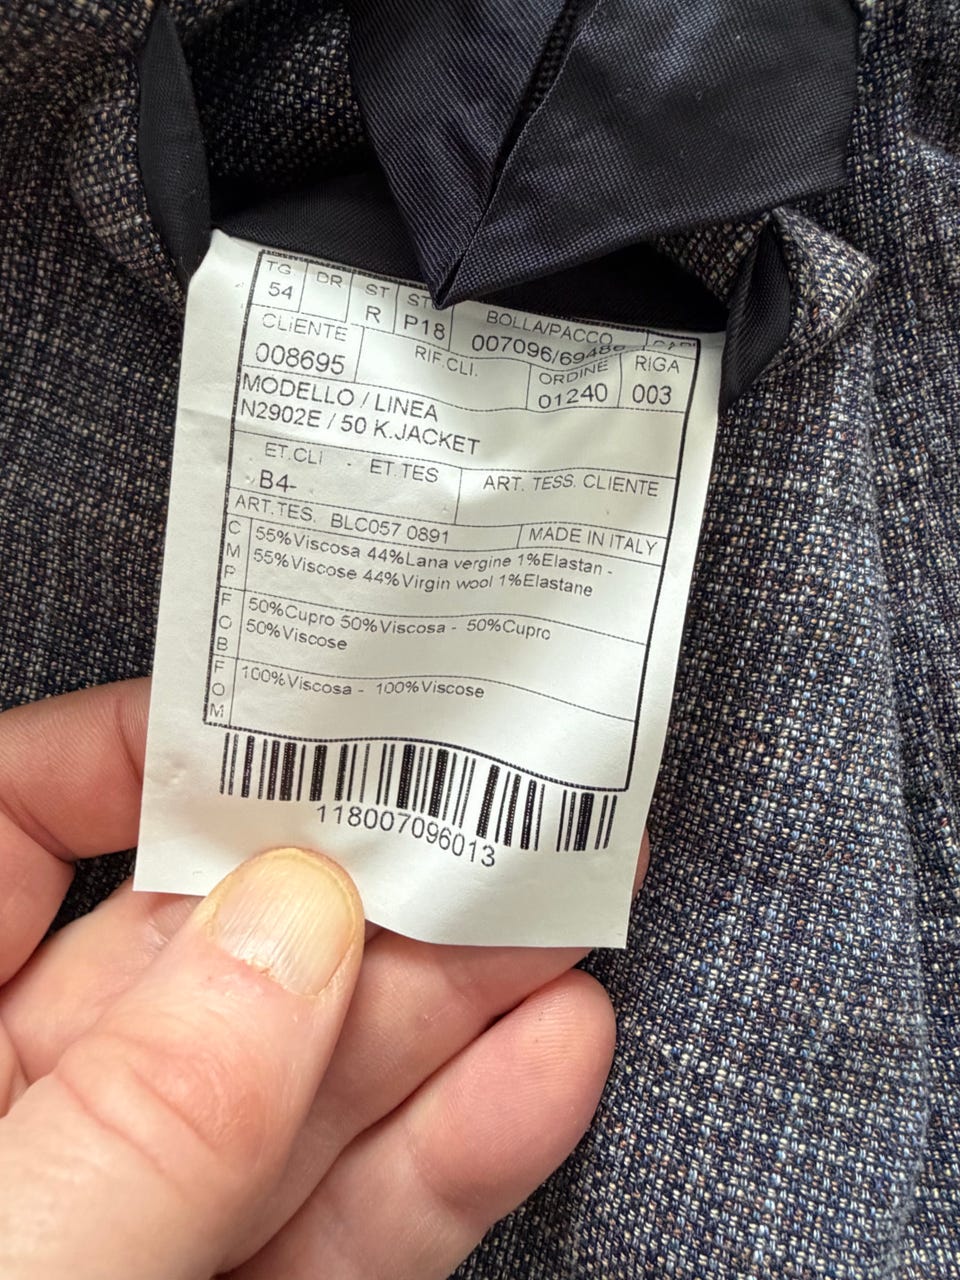 TG. DR ST ST BOLLA/PACCO
54 R P18 007096/
CLIENTE RIF.CLI. ORDINE RIGA
008695 01240 003
MODELLO / LINEA
N2902E / 50 K.JACKET
ET.CLI - ET.TES ART. TESS. CLIENTE
B4-
ART.TES. BLC057 0891 MADE IN ITALY
C M P
55%Viscosa 44%Lana vergine 1%Elastan -
55%Viscose 44%Virgin wool 1%Elastane
F O B
50%Cupro 50%Viscosa - 50%Cupro
50%Viscose
F O M
100%Viscosa - 100%Viscose
118007096013